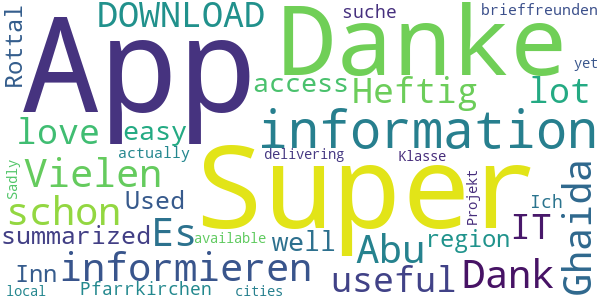 DOWNLOAD
suche
brieffreunden
Rottal
App
Danke
yet
access
Heftig
lot
love
easy
information
actually
delivering
Klasse
Sadly
Vielen
Super
Ghaida
schon
Used
Projekt
Ich
summarized
Es
available
well
Abu
region
IT
Inn
informieren
useful
Dank
local
Pfarrkirchen
cities